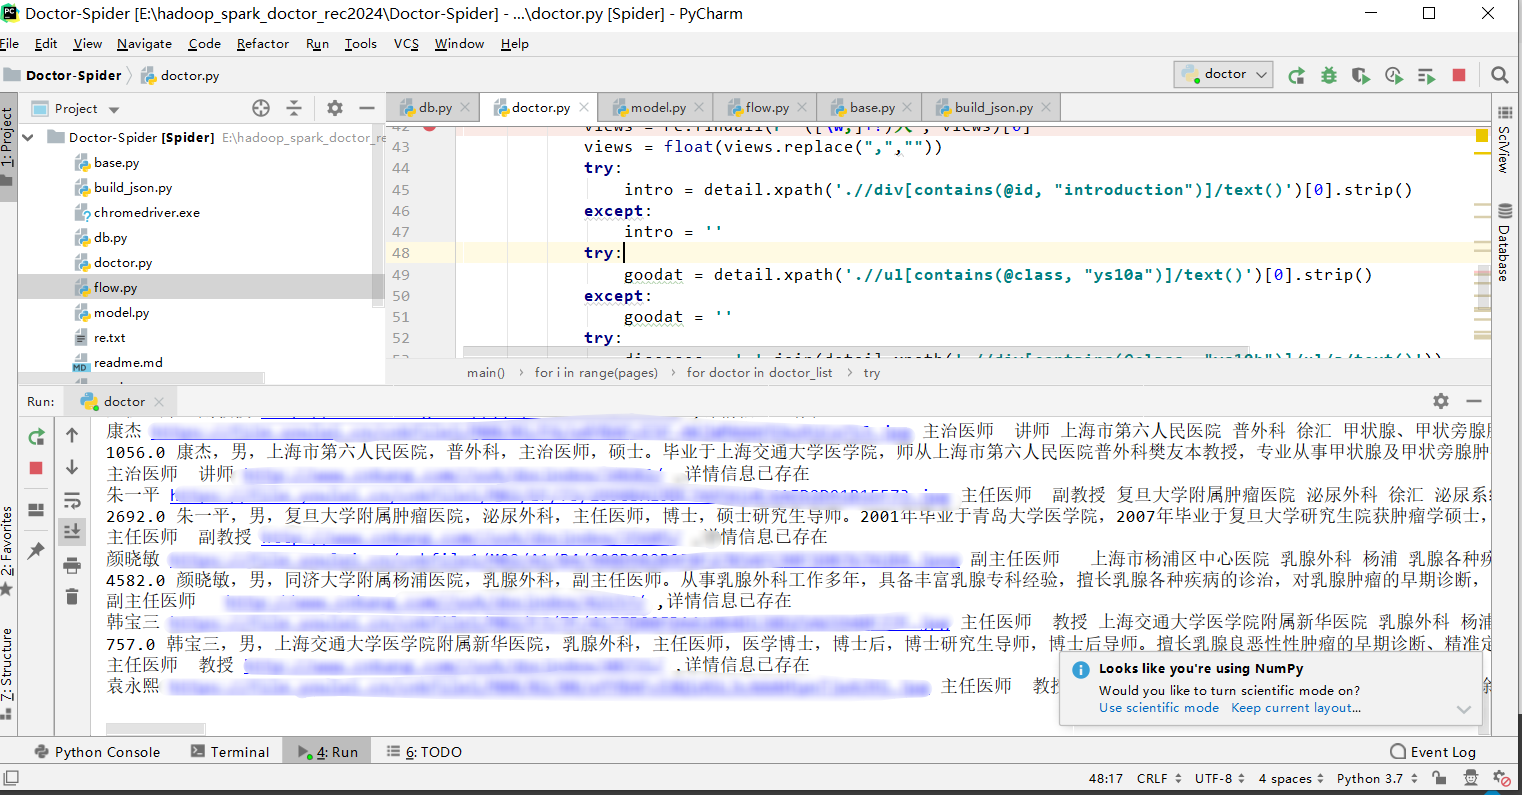 Doctor-Spider [E:\hadoop_spark_doctor_rec2024\Doctor-Spider] - ...\doctor.py [Spider] - PyCharm
File Edit View Navigate Code Refactor Run Tools VCS Window Help
Doctor-Spider doctor.py doctor
Project db.py doctor.py model.py flow.py base.py build_json.py
1: Project
Doctor-Spider [Spider] E:\hadoop_spark_doctor_re
base.py
build_json.py
chromedriver.exe
db.py
doctor.py
flow.py
model.py
re.txt
readme.md
43 views = float(views.replace(",",""))
44 try:
45 intro = detail.xpath('.//div[contains(@id, "introduction")]/text()')[0].strip()
46 except:
47 intro = ''
48 try:
49 goodat = detail.xpath('.//ul[contains(@class, "ys10a")]/text()')[0].strip()
50 except:
51 goodat = ''
52 try:
main() for i in range(pages) for doctor in doctor_list try
SciView
Database
Run: doctor
康杰 主治医师 讲师 上海市第六人民医院 普外科 徐汇 甲状腺、甲状旁腺
1056.0 康杰，男，上海市第六人民医院，普外科，主治医师，硕士。毕业于上海交通大学医学院，师从上海市第六人民医院普外科樊友本教授，专业从事甲状腺及甲状旁腺肿
主治医师 讲师 ,详情信息已存在
朱一平 主任医师 副教授 复旦大学附属肿瘤医院 泌尿外科 徐汇 泌尿系
2692.0 朱一平，男，复旦大学附属肿瘤医院，泌尿外科，主任医师，博士，硕士研究生导师。2001年毕业于青岛大学医学院，2007年毕业于复旦大学研究生院获肿瘤学硕士，
主任医师 副教授 详情信息已存在
颜晓敏 副主任医师 上海市杨浦区中心医院 乳腺外科 杨浦 乳腺各种疾
4582.0 颜晓敏，男，同济大学附属杨浦医院，乳腺外科，副主任医师。从事乳腺外科工作多年，具备丰富乳腺专科经验，擅长乳腺各种疾病的诊治，对乳腺肿瘤的早期诊断，
副主任医师 ,详情信息已存在
韩宝三 主任医师 教授 上海交通大学医学院附属新华医院 乳腺外科 杨浦
757.0 韩宝三，男，上海交通大学医学院附属新华医院，乳腺外科，主任医师，医学博士，博士后，博士研究生导师，博士后导师。擅长乳腺良恶性性肿瘤的早期诊断、精准定
主任医师 教授 ,详情信息已存在
袁永熙 主任医师 教授
Looks like you're using NumPy
Would you like to turn scientific mode on?
Use scientific mode Keep current layout...
2: Favorites
7: Structure
Python Console Terminal 4: Run 6: TODO Event Log
48:17 CRLF UTF-8 4 spaces Python 3.7